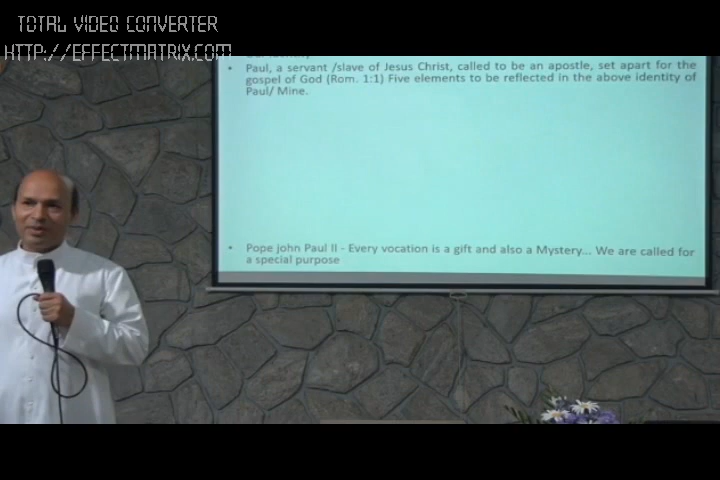 TOTAL VIDEO CONVERTER
HTTP://EFFECTMATRIX.COM
• Paul, a servant /slave of Jesus Christ, called to be an apostle, set apart for the
gospel of God (Rom. 1:1) Five elements to be reflected in the above identity of
Paul/ Mine.
• Pope john Paul II - Every vocation is a gift and also a Mystery... We are called for
a special purpose